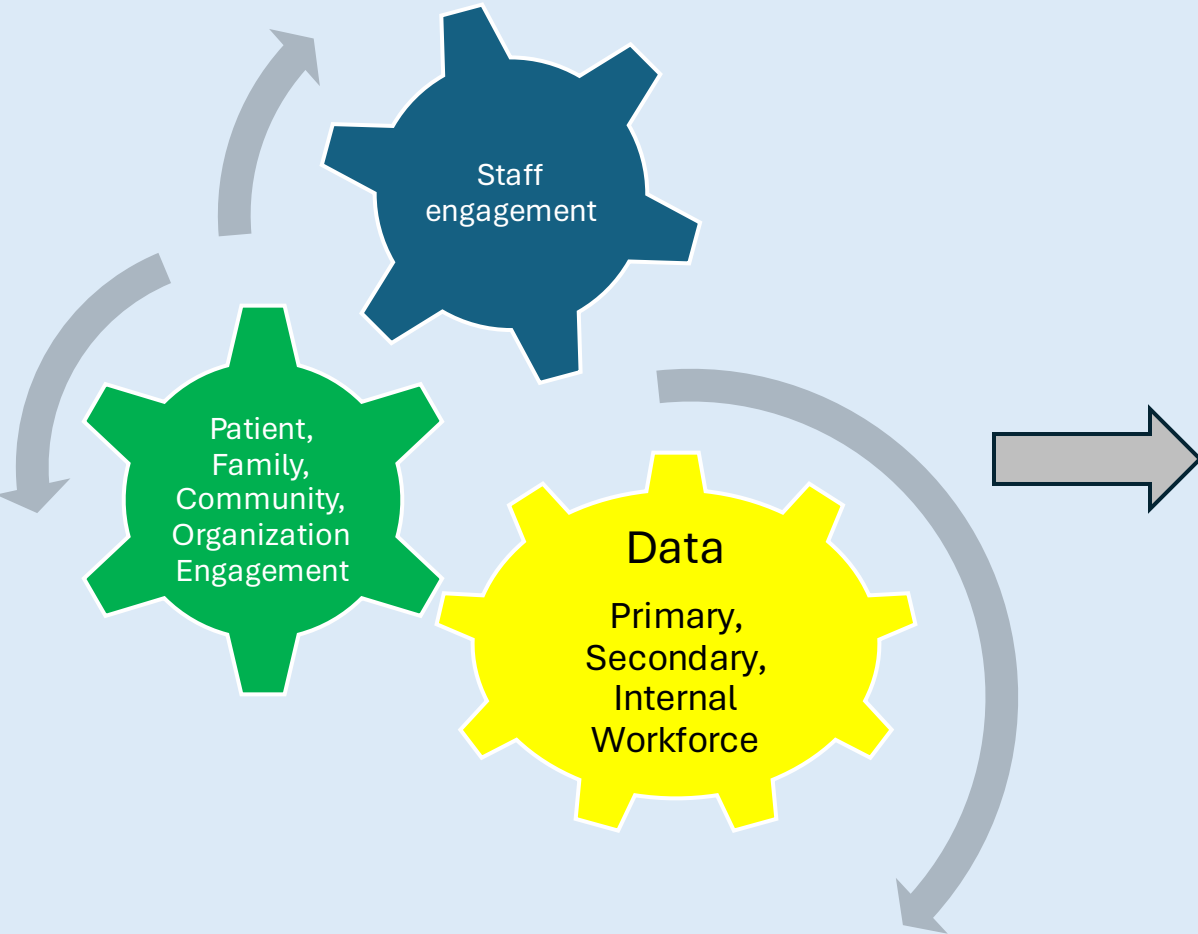 Staff
engagement
Patient,
Family,
Community,
Organization
Engagement
Data
Primary,
Secondary,
Internal
Workforce